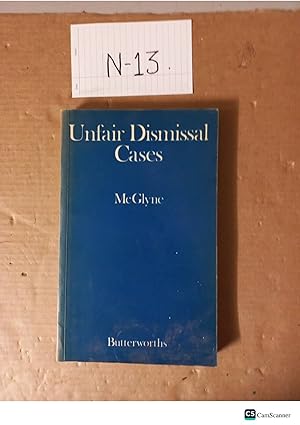 N-13.
Unfair Dismissal
Cases
McGlyne
Butterworths
CS CamScanner